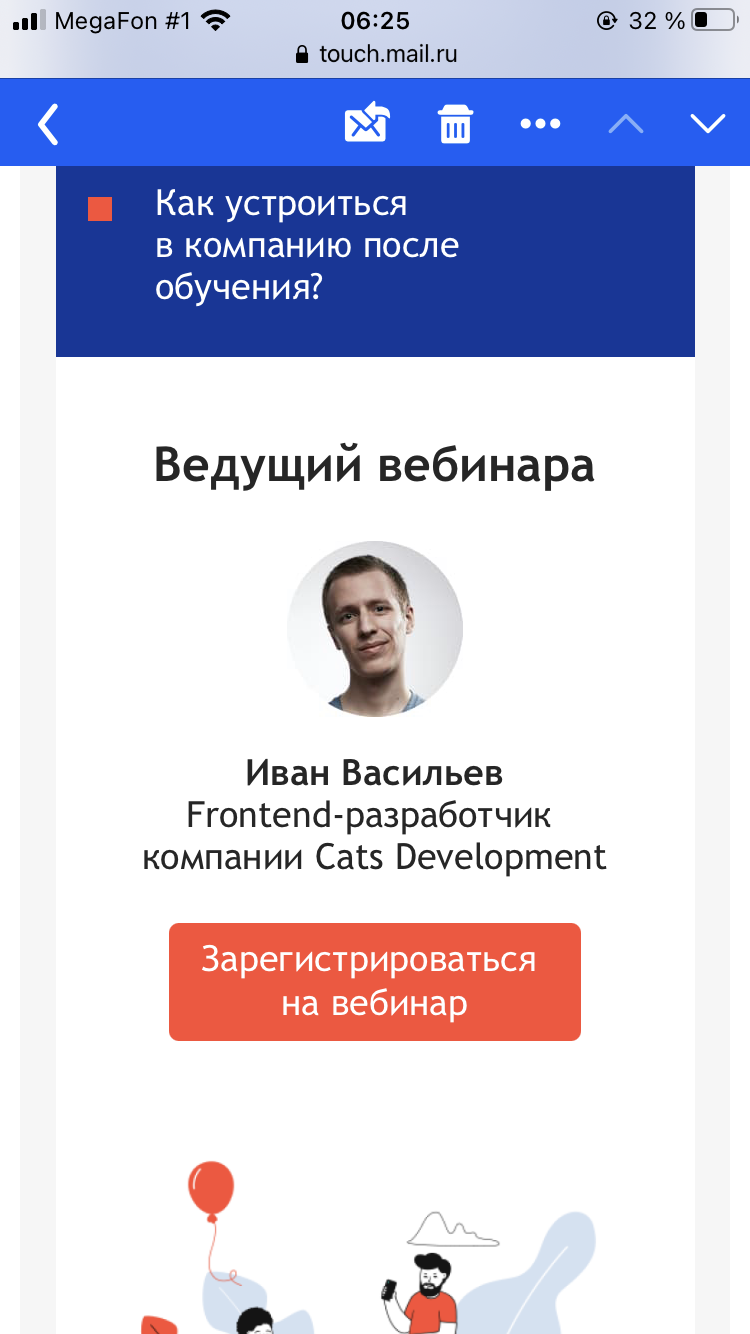 MegaFon #1 06:25 32 %
touch.mail.ru
Как устроиться
в компанию после
обучения?
Ведущий вебинара
Иван Васильев
Frontend-разработчик
компании Cats Development
Зарегистрироваться
на вебинар